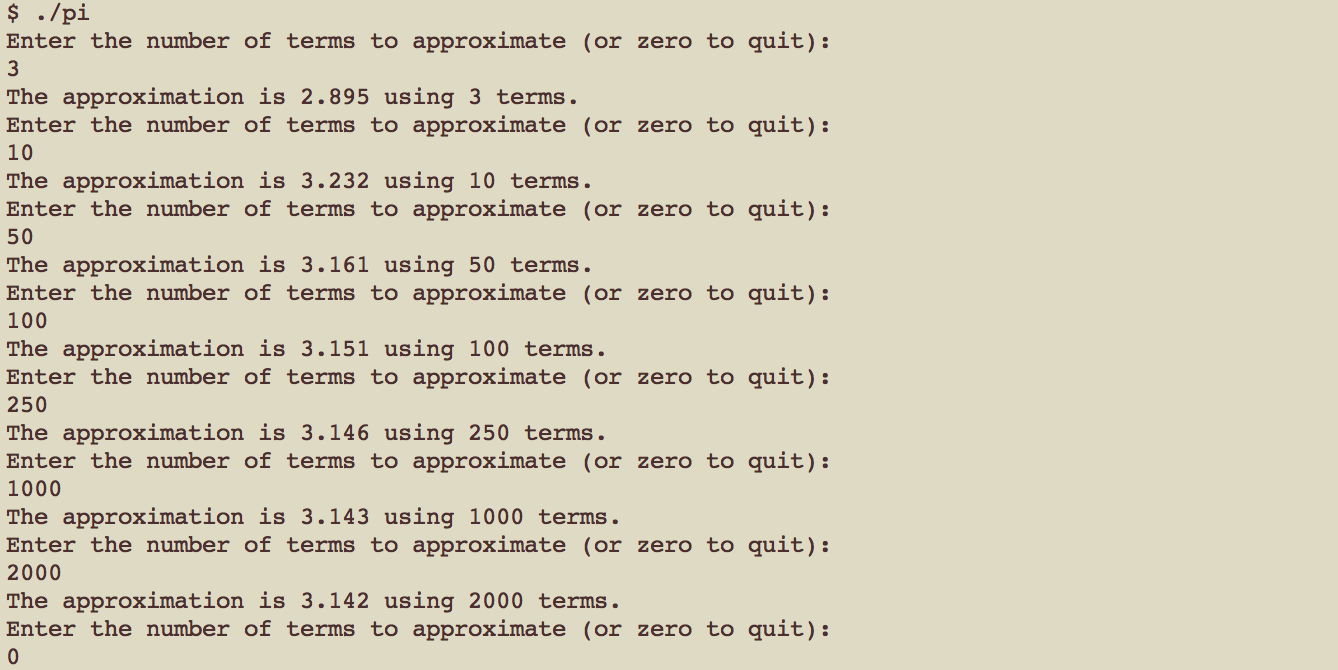 $ ./pi
Enter the number of terms to approximate (or zero to quit):
3
The approximation is 2.895 using 3 terms.
Enter the number of terms to approximate (or zero to quit):
10
The approximation is 3.232 using 10 terms.
Enter the number of terms to approximate (or zero to quit):
50
The approximation is 3.161 using 50 terms.
Enter the number of terms to approximate (or zero to quit):
100
The approximation is 3.151 using 100 terms.
Enter the number of terms to approximate (or zero to quit):
250
The approximation is 3.146 using 250 terms.
Enter the number of terms to approximate (or zero to quit):
1000
The approximation is 3.143 using 1000 terms.
Enter the number of terms to approximate (or zero to quit):
2000
The approximation is 3.142 using 2000 terms.
Enter the number of terms to approximate (or zero to quit):
0